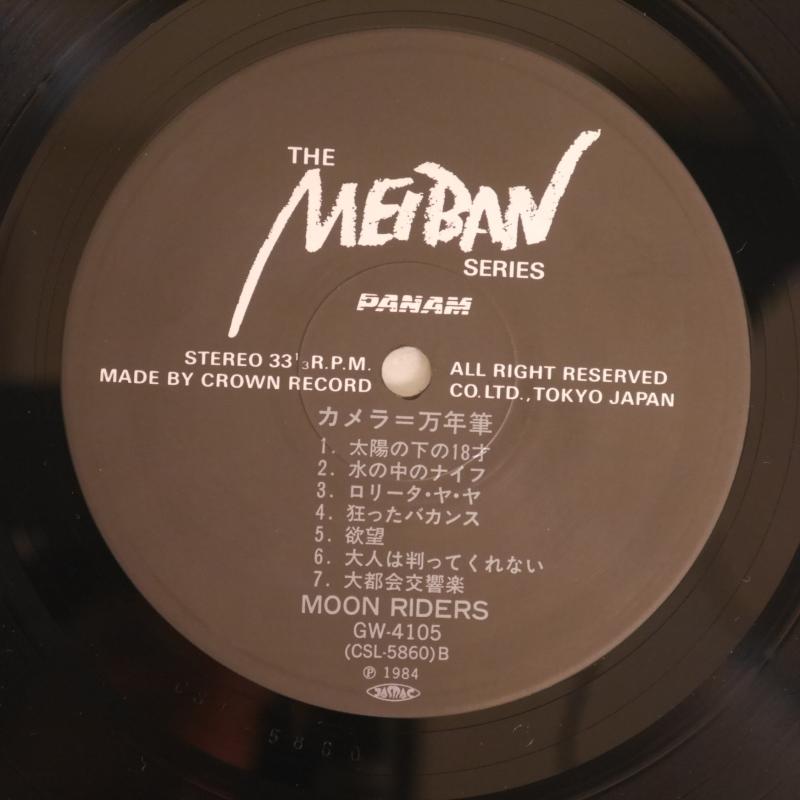 THE
MEiBAN
SERIES
PANAM
STEREO 33⅓R.P.M.
MADE BY CROWN RECORD
ALL RIGHT RESERVED
CO.LTD.,TOKYO JAPAN
カメラ=万年筆
1. 太陽の下の18才
2. 水の中のナイフ
3. ロリータ・ヤ・ヤ
4. 狂ったバカンス
5. 欲望
6. 大人は判ってくれない
7. 大都会交響楽
MOON RIDERS
GW-4105
(CSL-5860)B
Ⓟ 1984
JASRAC
5860